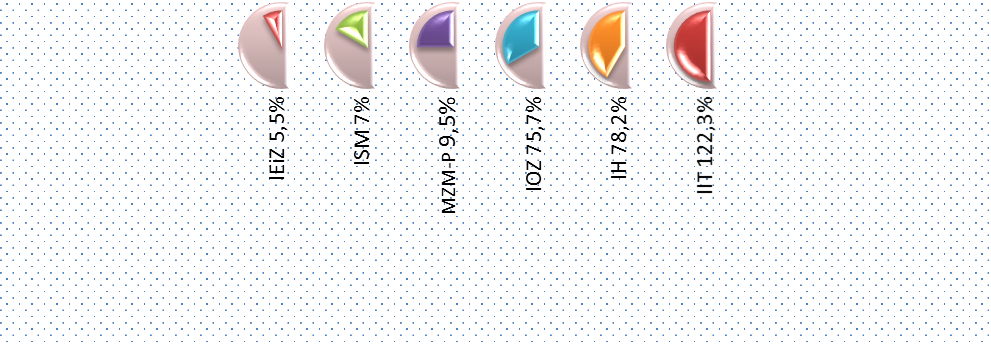 IEiZ 5,5%
ISM 7%
MZM-P 9,5%
IOZ 75,7%
IH 78,2%
IIT 122,3%